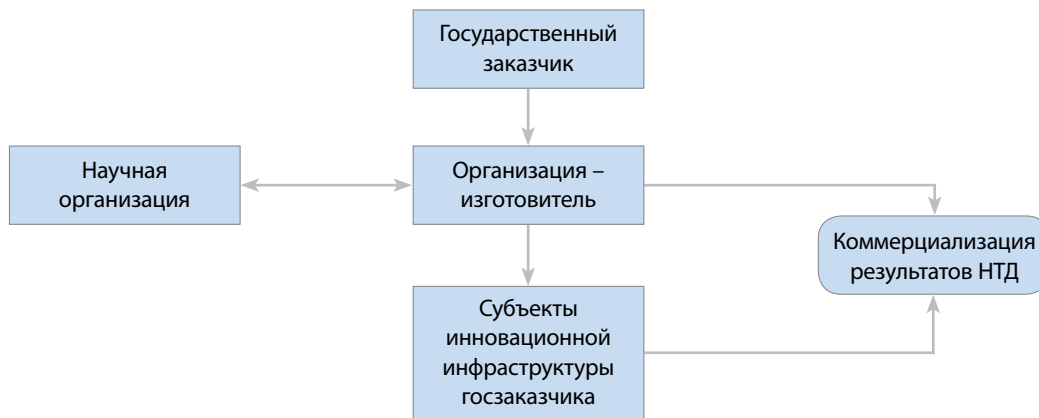 Государственный
заказчик
Научная
организация
Организация –
изготовитель
Коммерциализация
результатов НТД
Субъекты
инновационной
инфраструктуры
госзаказчика